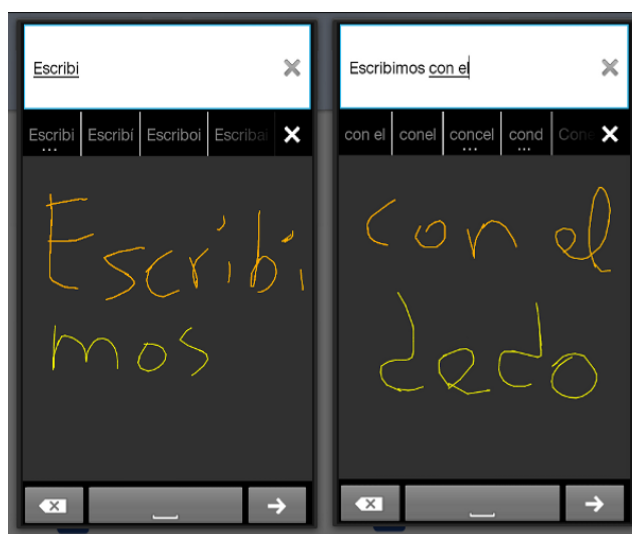 Escribi
Escribi Escribí Escriboi Escribai
Escribi
mos
Escribimos con el
con el conel concel cond Cone
con el
dedo